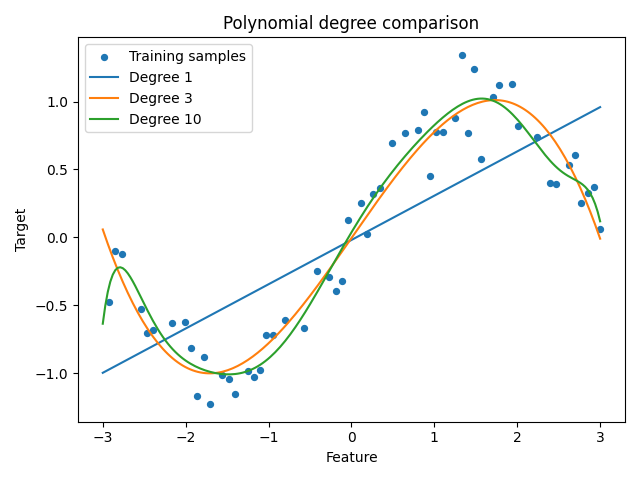 Polynomial degree comparison
Training samples
Degree 1
Degree 3
Degree 10
1.0
0.5
0.0
−0.5
−1.0
Target
−3
−2
−1
0
1
2
3
Feature